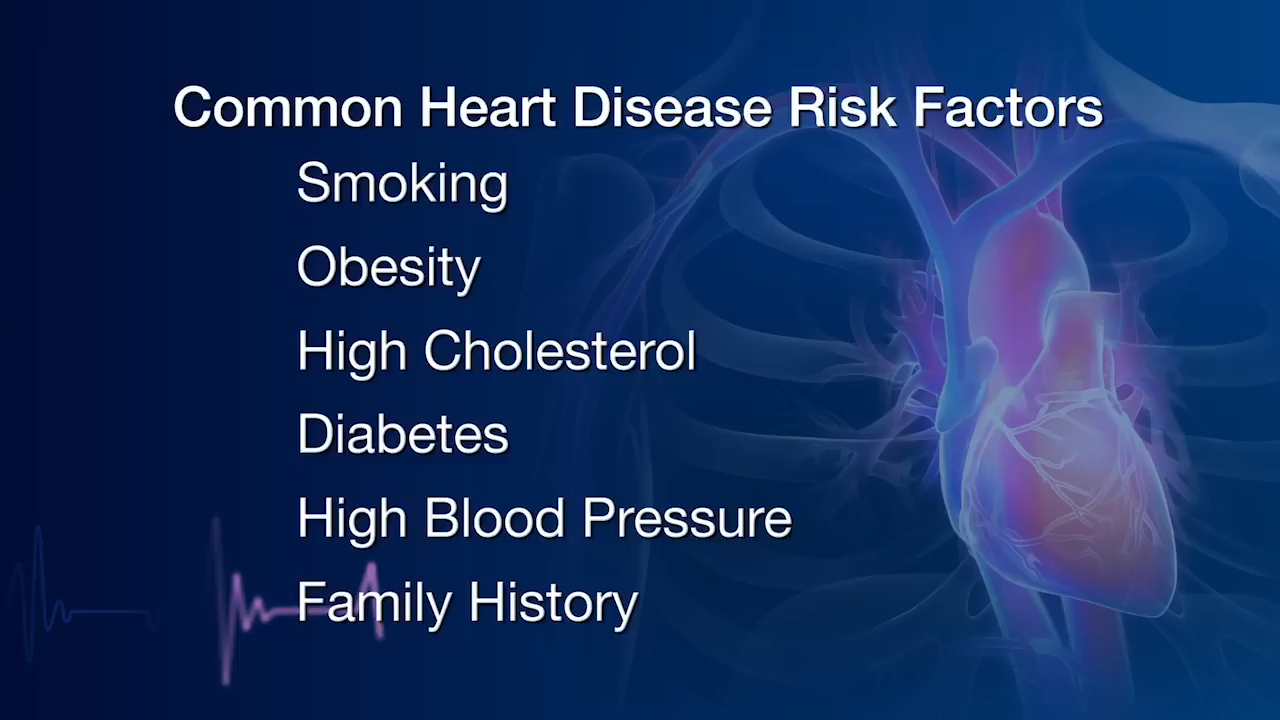 Common Heart Disease Risk Factors
Smoking
Obesity
High Cholesterol
Diabetes
High Blood Pressure
Family History